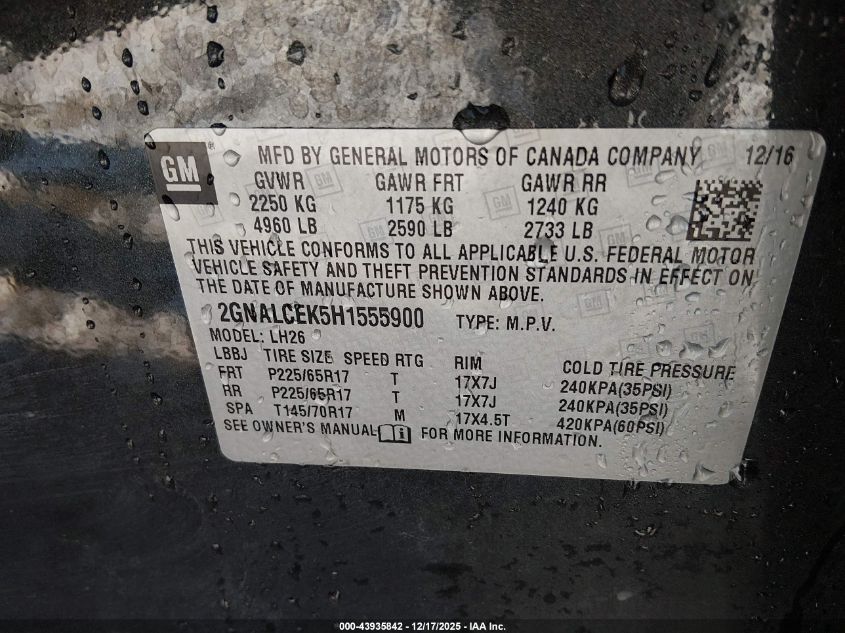 GM
MFD BY GENERAL MOTORS OF CANADA COMPANY 12/16
GVWR GAWR FRT GAWR RR
2250 KG 1175 KG 1240 KG
4960 LB 2590 LB 2733 LB
THIS VEHICLE CONFORMS TO ALL APPLICABLE U.S. FEDERAL MOTOR
VEHICLE SAFETY AND THEFT PREVENTION STANDARDS IN EFFECT ON
THE DATE OF MANUFACTURE SHOWN ABOVE.
2GNALCEK5H1555900 TYPE: M.P.V.
MODEL: LH26
LBBJ TIRE SIZE SPEED RTG RIM COLD TIRE PRESSURE
FRT P225/65R17 T 17X7J 240KPA(35PSI)
RR P225/65R17 T 17X7J 240KPA(35PSI)
SPA T145/70R17 M 17X4.5T 420KPA(60PSI)
SEE OWNER'S MANUAL FOR MORE INFORMATION.
000-43935842 - 12/17/2025 - IAA Inc.